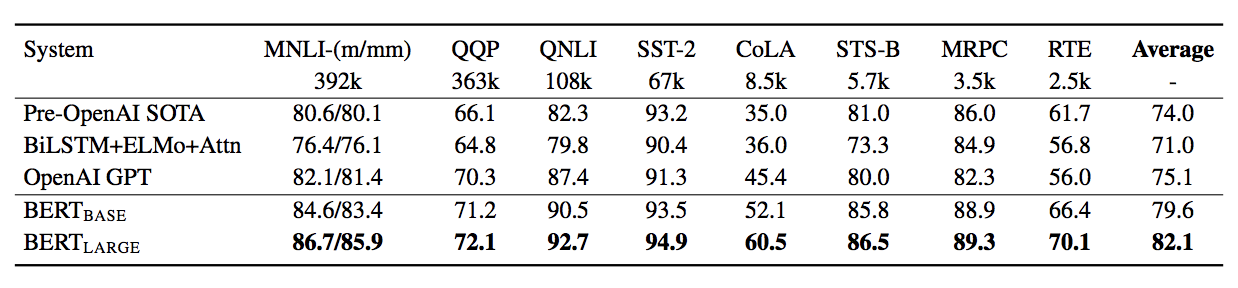 System MNLI-(m/mm) QQP QNLI SST-2 CoLA STS-B MRPC RTE Average
392k 363k 108k 67k 8.5k 5.7k 3.5k 2.5k -
Pre-OpenAI SOTA 80.6/80.1 66.1 82.3 93.2 35.0 81.0 86.0 61.7 74.0
BiLSTM+ELMo+Attn 76.4/76.1 64.8 79.8 90.4 36.0 73.3 84.9 56.8 71.0
OpenAI GPT 82.1/81.4 70.3 87.4 91.3 45.4 80.0 82.3 56.0 75.1
BERTBASE 84.6/83.4 71.2 90.5 93.5 52.1 85.8 88.9 66.4 79.6
BERTLARGE 86.7/85.9 72.1 92.7 94.9 60.5 86.5 89.3 70.1 82.1